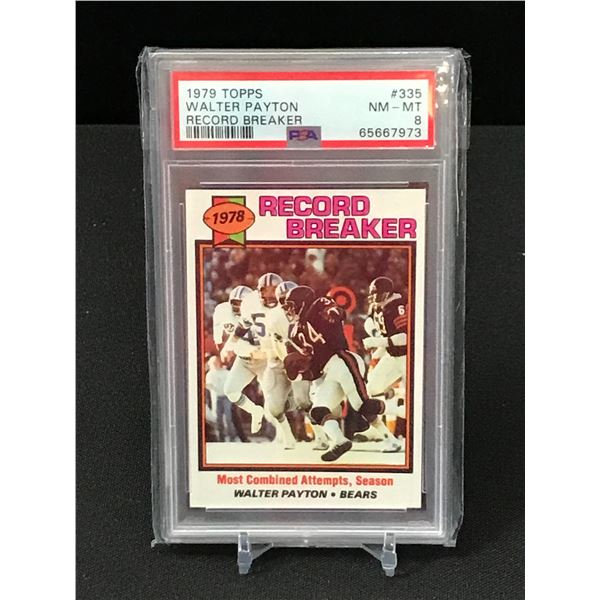 1979 TOPPS #335
WALTER PAYTON NM - MT
RECORD BREAKER 8
PSA 65667973
1978
RECORD
BREAKER
34
Most Combined Attempts, Season
WALTER PAYTON • BEARS